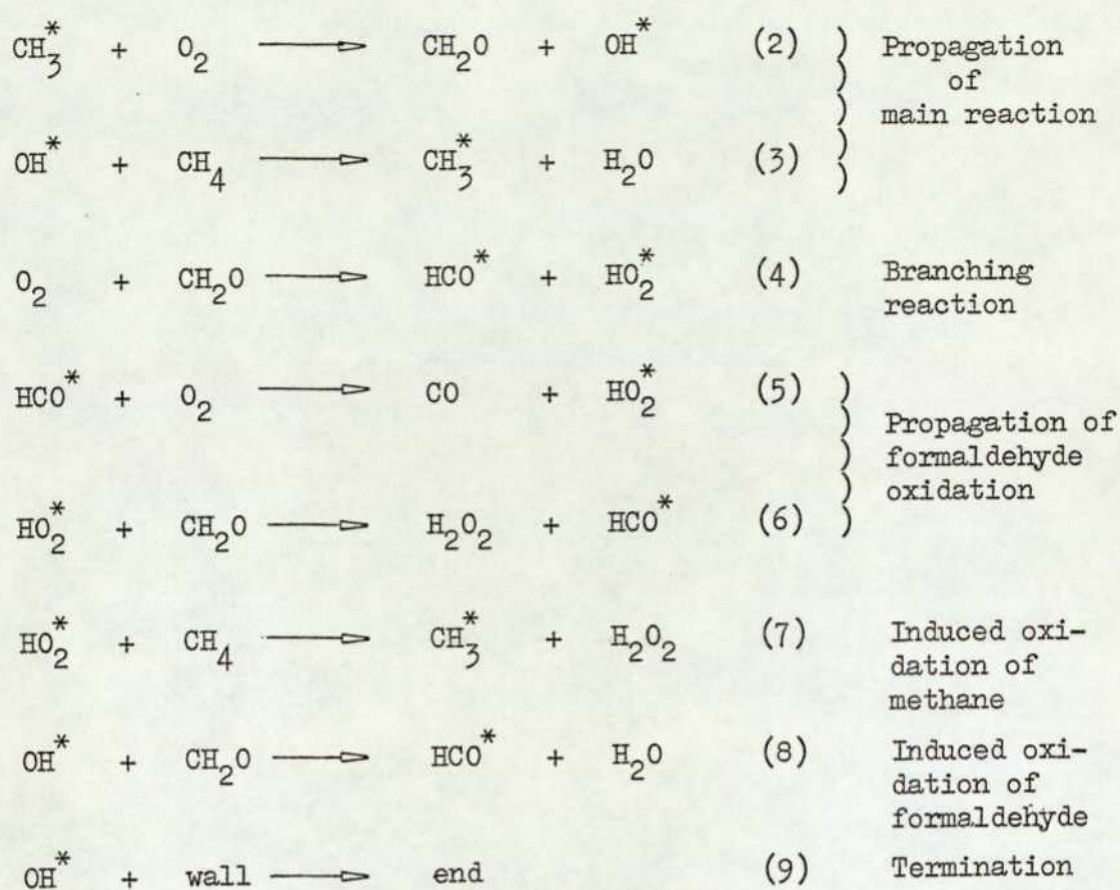 CH₃* + O₂ ⟶ CH₂O + OH* (2) ) Propagation
) of
) main reaction
OH* + CH₄ ⟶ CH₃* + H₂O (3) )
O₂ + CH₂O ⟶ HCO* + HO₂* (4) Branching
reaction
HCO* + O₂ ⟶ CO + HO₂* (5) )
) Propagation of
) formaldehyde
) oxidation
HO₂* + CH₂O ⟶ H₂O₂ + HCO* (6) )
HO₂* + CH₄ ⟶ CH₃* + H₂O₂ (7) Induced oxi-
dation of
methane
OH* + CH₂O ⟶ HCO* + H₂O (8) Induced oxi-
dation of
formaldehyde
OH* + wall ⟶ end (9) Termination